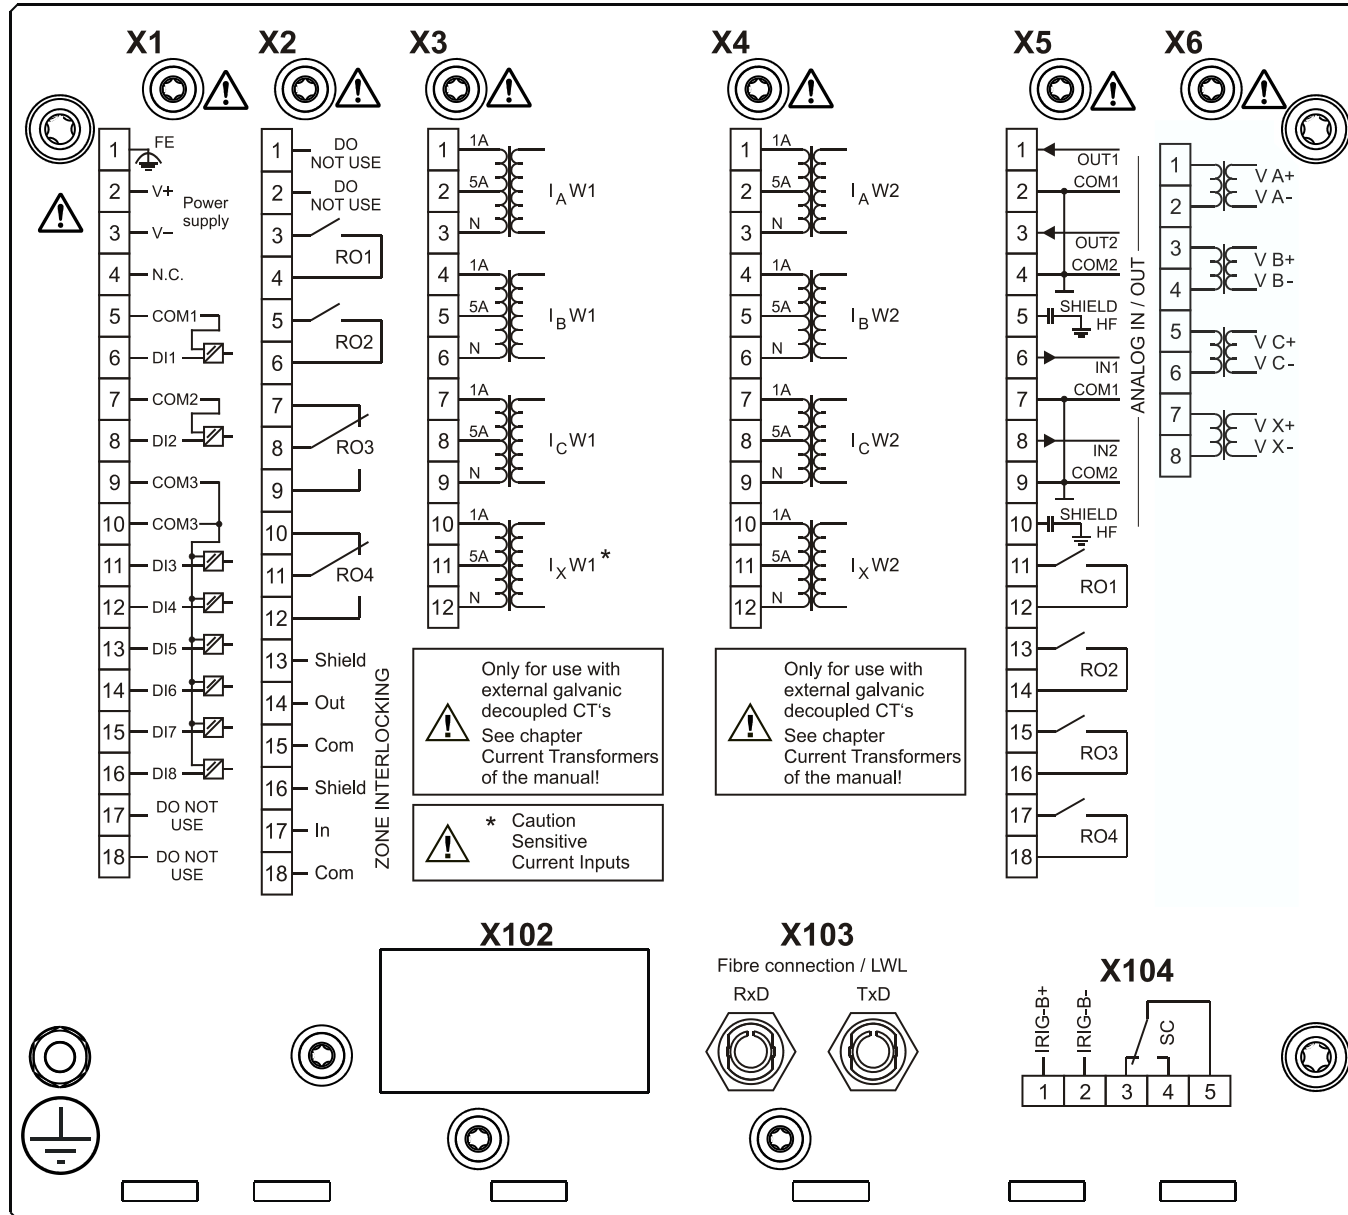 X1
1 FE
2 V+
Power
supply
3 V–
4 N.C.
5 COM1
6 DI1
7 COM2
8 DI2
9 COM3
10 COM3
11 DI3
12 DI4
13 DI5
14 DI6
15 DI7
16 DI8
17 DO NOT
USE
18 DO NOT
USE
X2
1 DO
NOT USE
2 DO
NOT USE
3
RO1
4
5
RO2
6
7
8 RO3
9
10
11 RO4
12
13 Shield
14 Out
15 Com
16 Shield
17 In
18 Com
ZONE INTERLOCKING
X3
1 1A
2 5A IA W1
3 N
4 1A
5 5A IB W1
6 N
7 1A
8 5A IC W1
9 N
10 1A
11 5A IX W1 *
12 N
Only for use with
external galvanic
decoupled CT‘s
See chapter
Current Transformers
of the manual!
* Caution
Sensitive
Current Inputs
X4
1 1A
2 5A IA W2
3 N
4 1A
5 5A IB W2
6 N
7 1A
8 5A IC W2
9 N
10 1A
11 5A IX W2
12 N
Only for use with
external galvanic
decoupled CT‘s
See chapter
Current Transformers
of the manual!
X5
1 OUT1
2 COM1
3 OUT2
4 COM2
5 SHIELD
HF
6 IN1
7 COM1
8 IN2
9 COM2
10 SHIELD
HF
ANALOG IN / OUT
11
RO1
12
13
RO2
14
15
RO3
16
17
RO4
18
X6
1 V A+
2 V A-
3 V B+
4 V B-
5 V C+
6 V C-
7 V X+
8 V X-
X102
X103
Fibre connection / LWL
RxD TxD
X104
IRIG-B+
IRIG-B-
SC
1 2 3 4 5